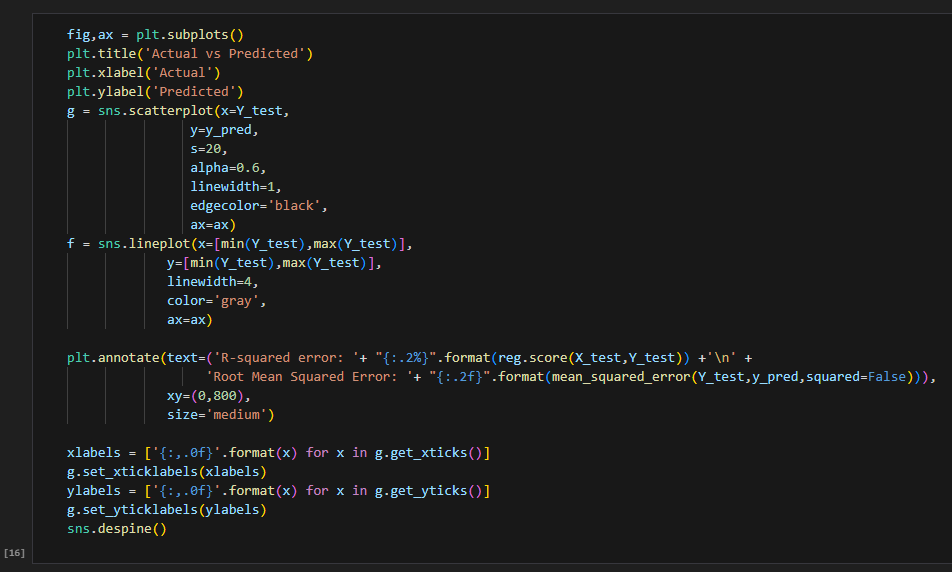 fig,ax = plt.subplots()
plt.title('Actual vs Predicted')
plt.xlabel('Actual')
plt.ylabel('Predicted')
g = sns.scatterplot(x=Y_test,
                y=y_pred,
                s=20,
                alpha=0.6,
                linewidth=1,
                edgecolor='black',
                ax=ax)
f = sns.lineplot(x=[min(Y_test),max(Y_test)],
             y=[min(Y_test),max(Y_test)],
             linewidth=4,
             color='gray',
             ax=ax)

plt.annotate(text=('R-squared error: '+ "{:.2%}".format(reg.score(X_test,Y_test)) +'\n' +
                  'Root Mean Squared Error: '+ "{:.2f}".format(mean_squared_error(Y_test,y_pred,squared=False))),
             xy=(0,800),
             size='medium')

xlabels = ['{:,.0f}'.format(x) for x in g.get_xticks()]
g.set_xticklabels(xlabels)
ylabels = ['{:,.0f}'.format(x) for x in g.get_yticks()]
g.set_yticklabels(ylabels)
sns.despine()
[16]